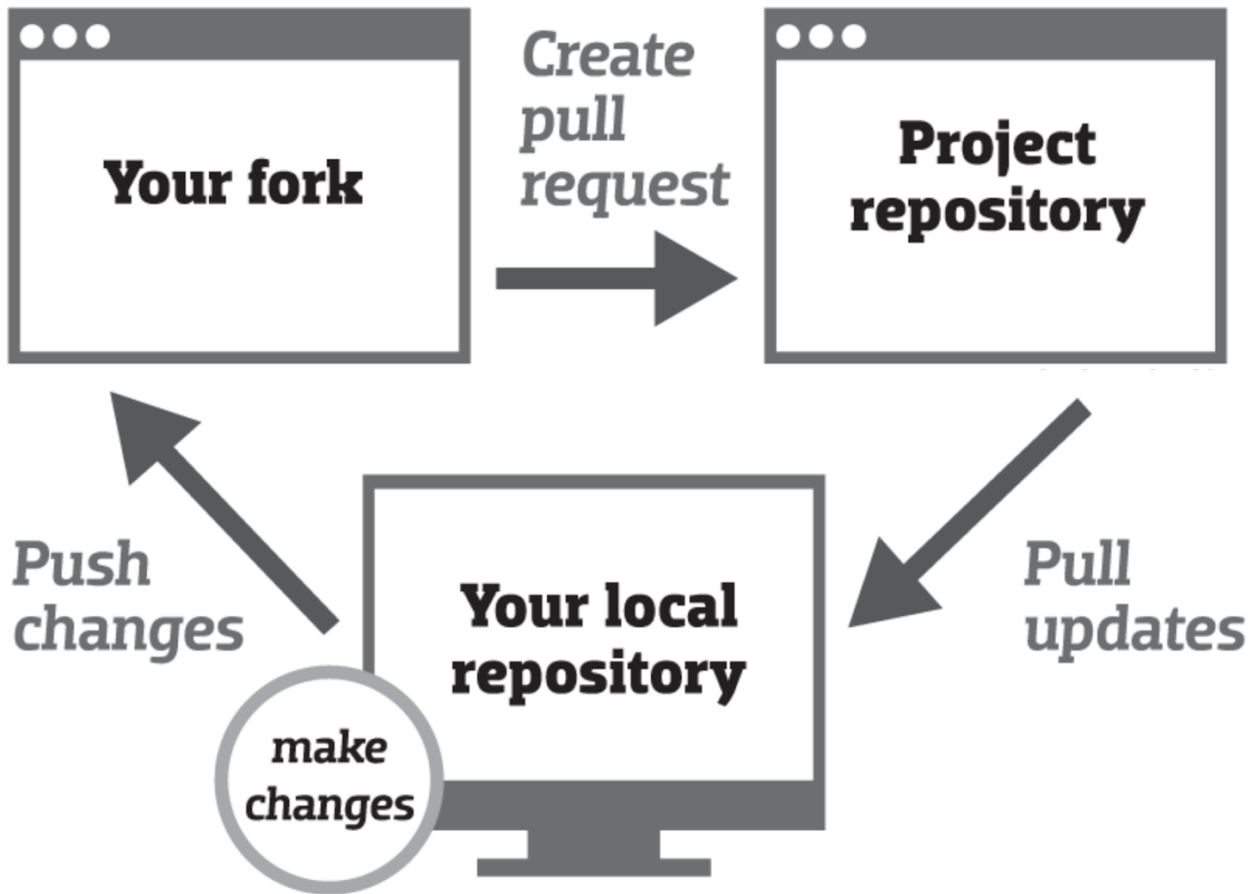 Your fork
Create
pull
request
Project
repository
Push
changes
Your local
repository
Pull
updates
make
changes